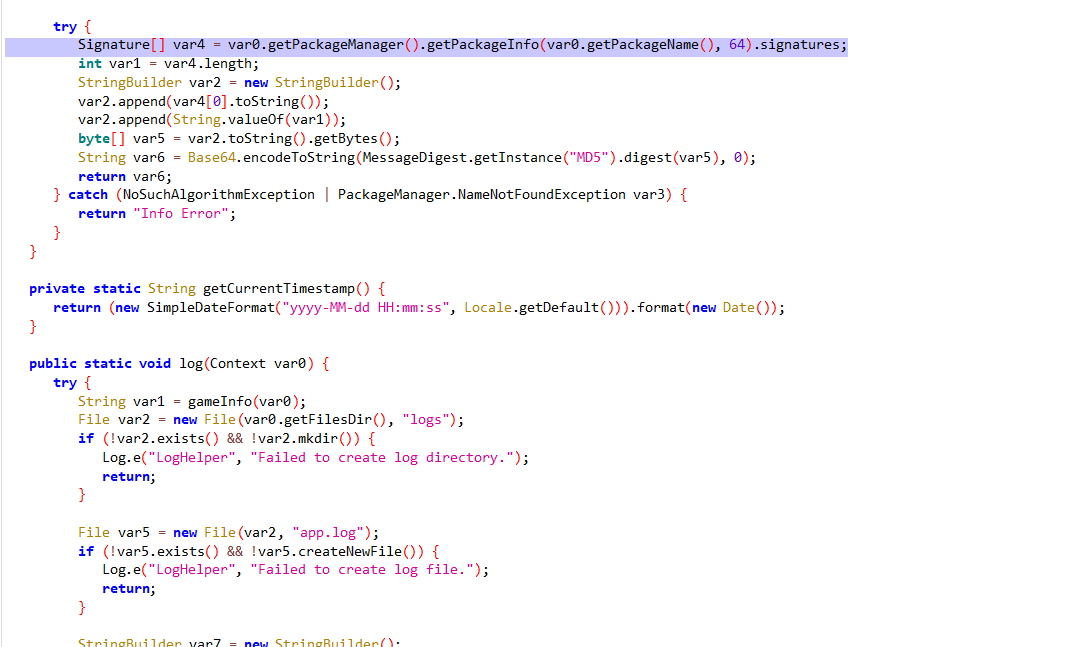 try {
Signature[] var4 = var0.getPackageManager().getPackageInfo(var0.getPackageName(), 64).signatures;
int var1 = var4.length;
StringBuilder var2 = new StringBuilder();
var2.append(var4[0].toString());
var2.append(String.valueOf(var1));
byte[] var5 = var2.toString().getBytes();
String var6 = Base64.encodeToString(MessageDigest.getInstance("MD5").digest(var5), 0);
return var6;
} catch (NoSuchAlgorithmException | PackageManager.NameNotFoundException var3) {
return "Info Error";
}
}
private static String getCurrentTimestamp() {
return (new SimpleDateFormat("yyyy-MM-dd HH:mm:ss", Locale.getDefault())).format(new Date());
}
public static void log(Context var0) {
try {
String var1 = gameInfo(var0);
File var2 = new File(var0.getFilesDir(), "logs");
if (!var2.exists() && !var2.mkdir()) {
Log.e("LogHelper", "Failed to create log directory.");
return;
}
File var5 = new File(var2, "app.log");
if (!var5.exists() && !var5.createNewFile()) {
Log.e("LogHelper", "Failed to create log file.");
return;
}
StringBuilder var7 = new StringBuilder();